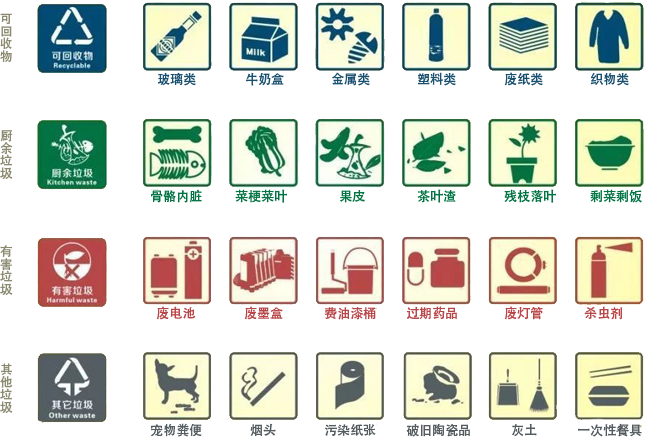 可回收物
可回收物
Recyclable
Milk
玻璃类 牛奶盒 金属类 塑料类 废纸类 织物类
厨余垃圾
厨余垃圾
Kitchen waste
骨骼内脏 菜梗菜叶 果皮 茶叶渣 残枝落叶 剩菜剩饭
有害垃圾
有害垃圾
Harmful waste
废电池 废墨盒 费油漆桶 过期药品 废灯管 杀虫剂
其他垃圾
其它垃圾
Other waste
宠物粪便 烟头 污染纸张 破旧陶瓷品 灰土 一次性餐具